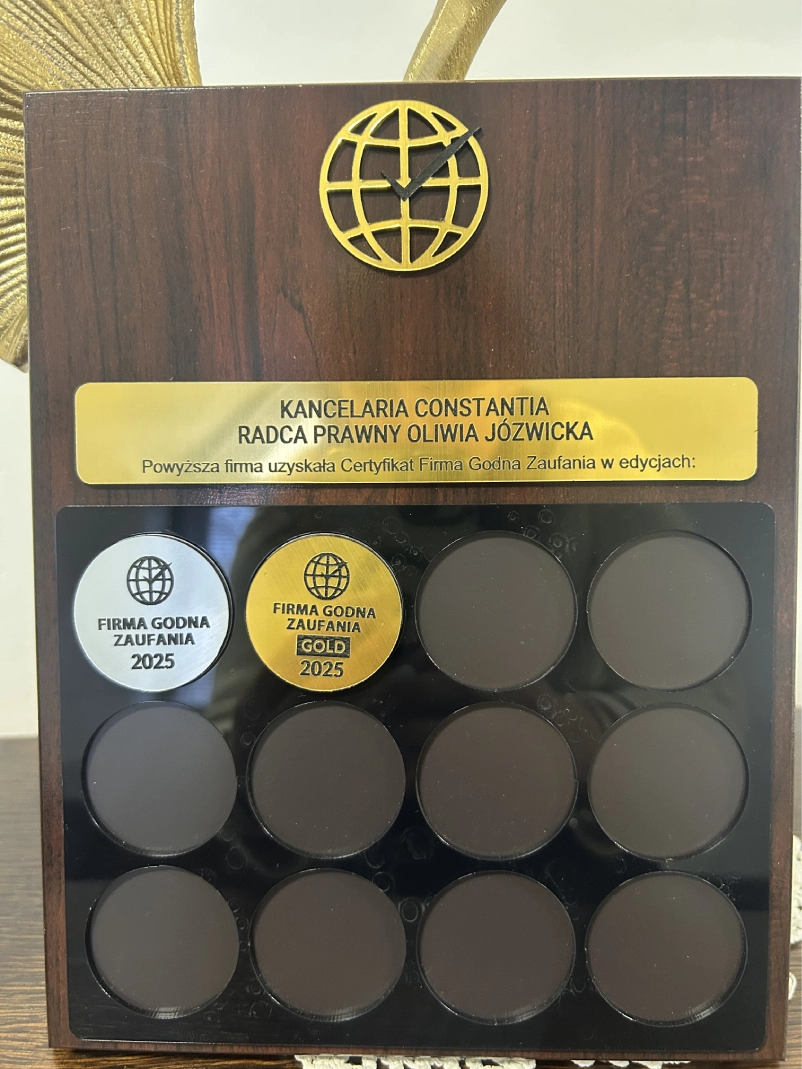 KANCELARIA CONSTANTIA
RADCA PRAWNY OLIWIA JÓZWICKA
Powyższa firma uzyskała Certyfikat Firma Godna Zaufania w edycjach:
FIRMA GODNA
ZAUFANIA
2025
FIRMA GODNA
ZAUFANIA
GOLD
2025